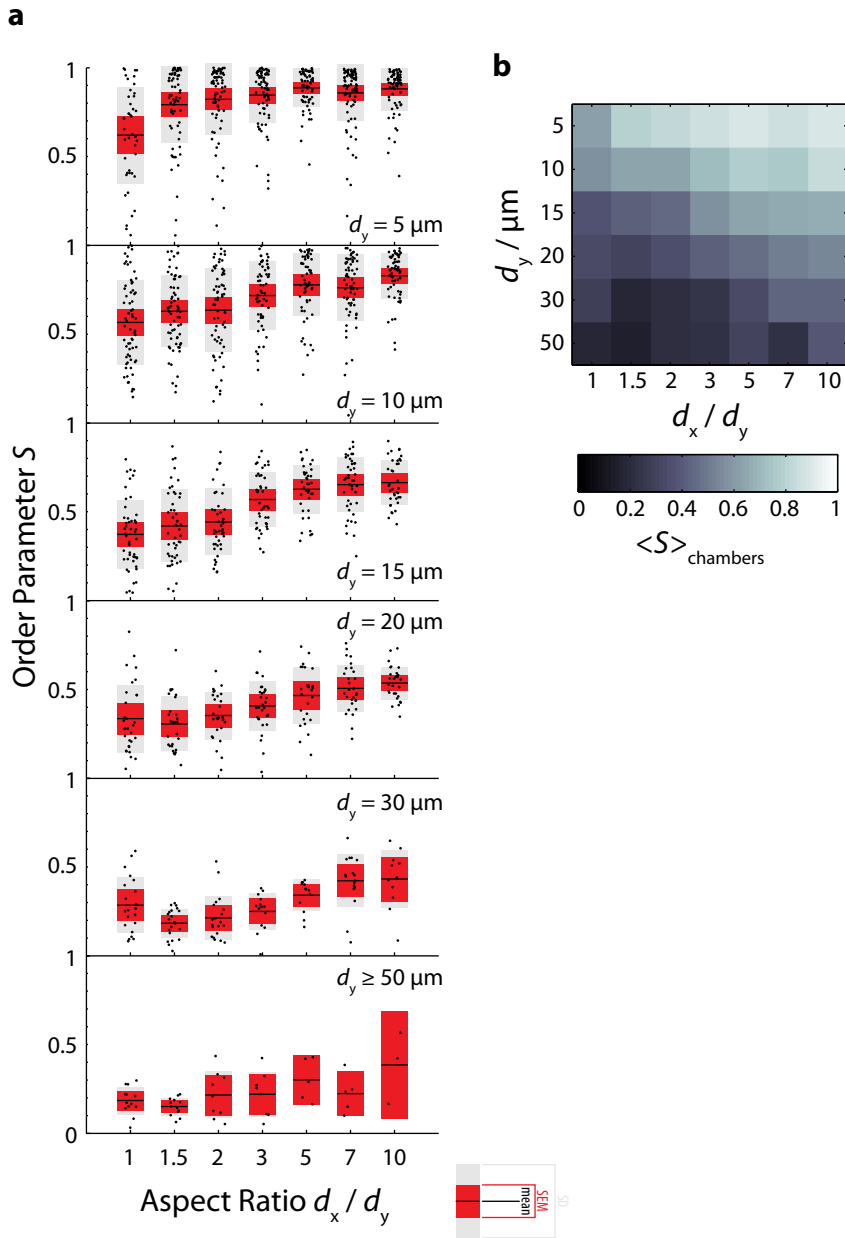 a
1
0.5
d_y = 5 µm
1
0.5
d_y = 10 µm
1
0.5
d_y = 15 µm
1
d_y = 20 µm
0.5
1
d_y = 30 µm
0.5
1
d_y ≥ 50 µm
0.5
0
1 1.5 2 3 5 7 10
Aspect Ratio d_x / d_y
Order Parameter S
mean
SEM
SD
b
5
10
15
20
30
50
d_y / µm
1 1.5 2 3 5 7 10
d_x / d_y
0 0.2 0.4 0.6 0.8 1
<S>_chambers